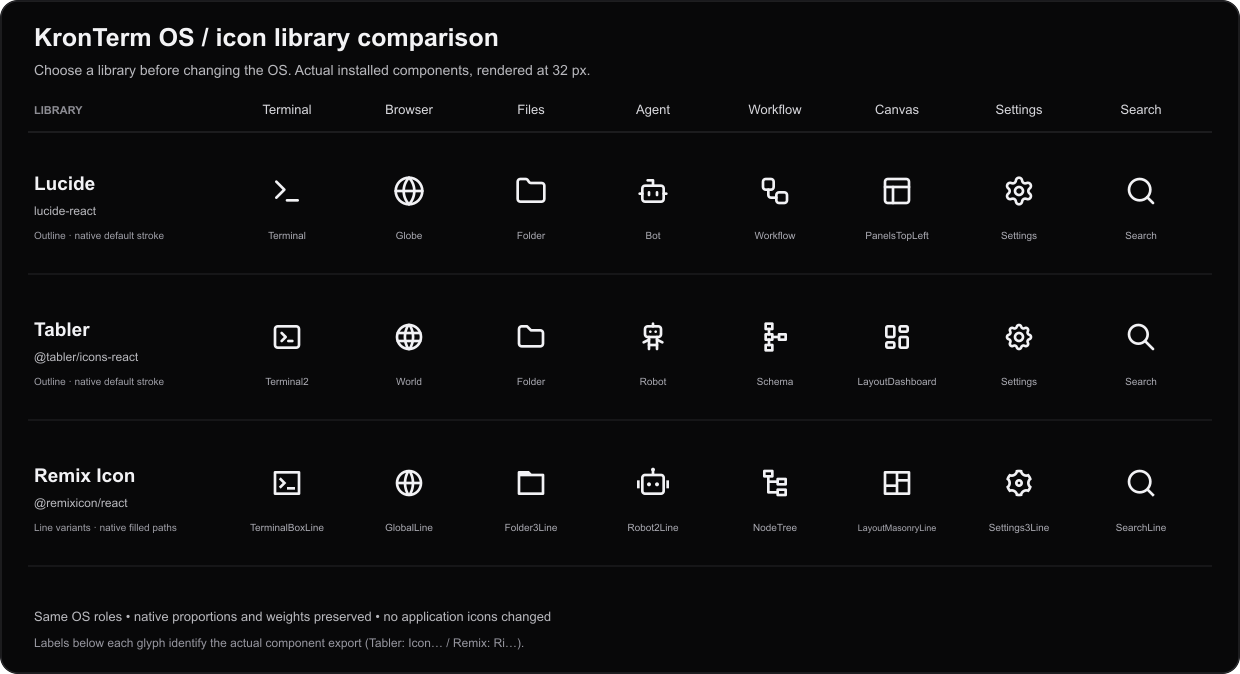 KronTerm OS / icon library comparison
Choose a library before changing the OS. Actual installed components, rendered at 32 px.
LIBRARY Terminal Browser Files Agent Workflow Canvas Settings Search
Lucide
lucide-react
Outline · native default stroke Terminal Globe Folder Bot Workflow PanelsTopLeft Settings Search
Tabler
@tabler/icons-react
Outline · native default stroke Terminal2 World Folder Robot Schema LayoutDashboard Settings Search
Remix Icon
@remixicon/react
Line variants · native filled paths TerminalBoxLine GlobalLine Folder3Line Robot2Line NodeTree LayoutMasonryLine Settings3Line SearchLine
Same OS roles • native proportions and weights preserved • no application icons changed
Labels below each glyph identify the actual component export (Tabler: Icon… / Remix: Ri…).